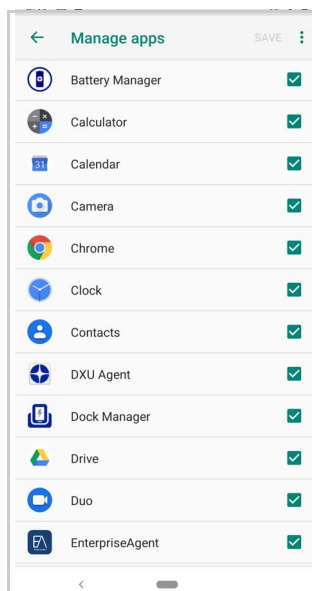 Manage apps SAVE
Battery Manager
Calculator
31 Calendar
Camera
Chrome
Clock
Contacts
DXU Agent
Dock Manager
Drive
Duo
EnterpriseAgent